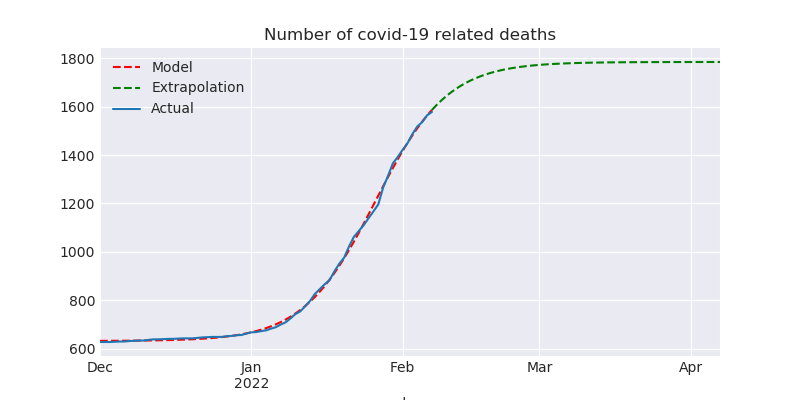 Number of covid-19 related deaths
Model
Extrapolation
Actual
1800
1600
1400
1200
1000
800
600
Dec
Jan
Feb
Mar
Apr
2022